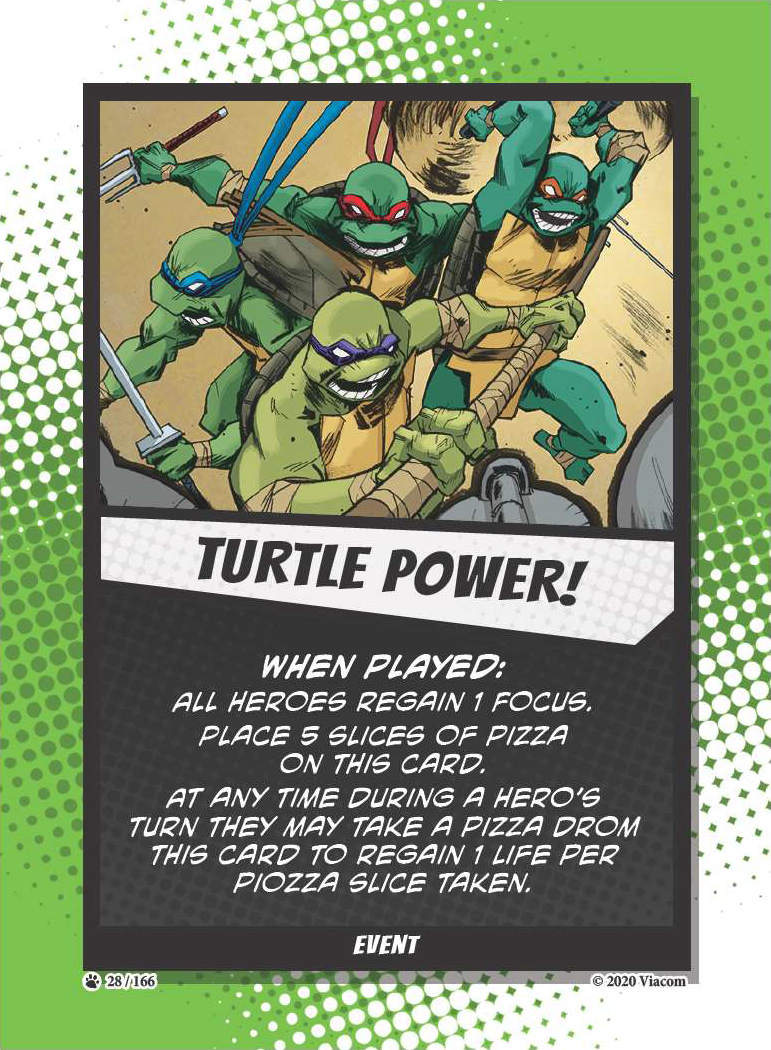 TURTLE POWER!
WHEN PLAYED:
ALL HEROES REGAIN 1 FOCUS.
PLACE 5 SLICES OF PIZZA
ON THIS CARD.
AT ANY TIME DURING A HERO'S
TURN THEY MAY TAKE A PIZZA DROM
THIS CARD TO REGAIN 1 LIFE PER
PIOZZA SLICE TAKEN.
EVENT
28/166
© 2020 Viacom